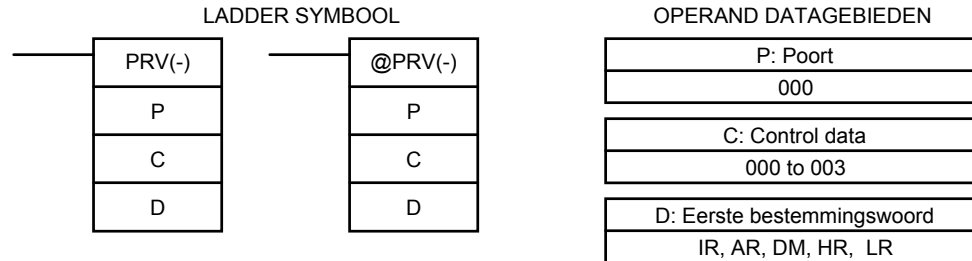 LADDER SYMBOOL
PRV(-)
P
C
D
@PRV(-)
P
C
D
OPERAND DATAGEBIEDEN
P: Poort
000
C: Control data
000 to 003
D: Eerste bestemmingswoord
IR, AR, DM, HR, LR